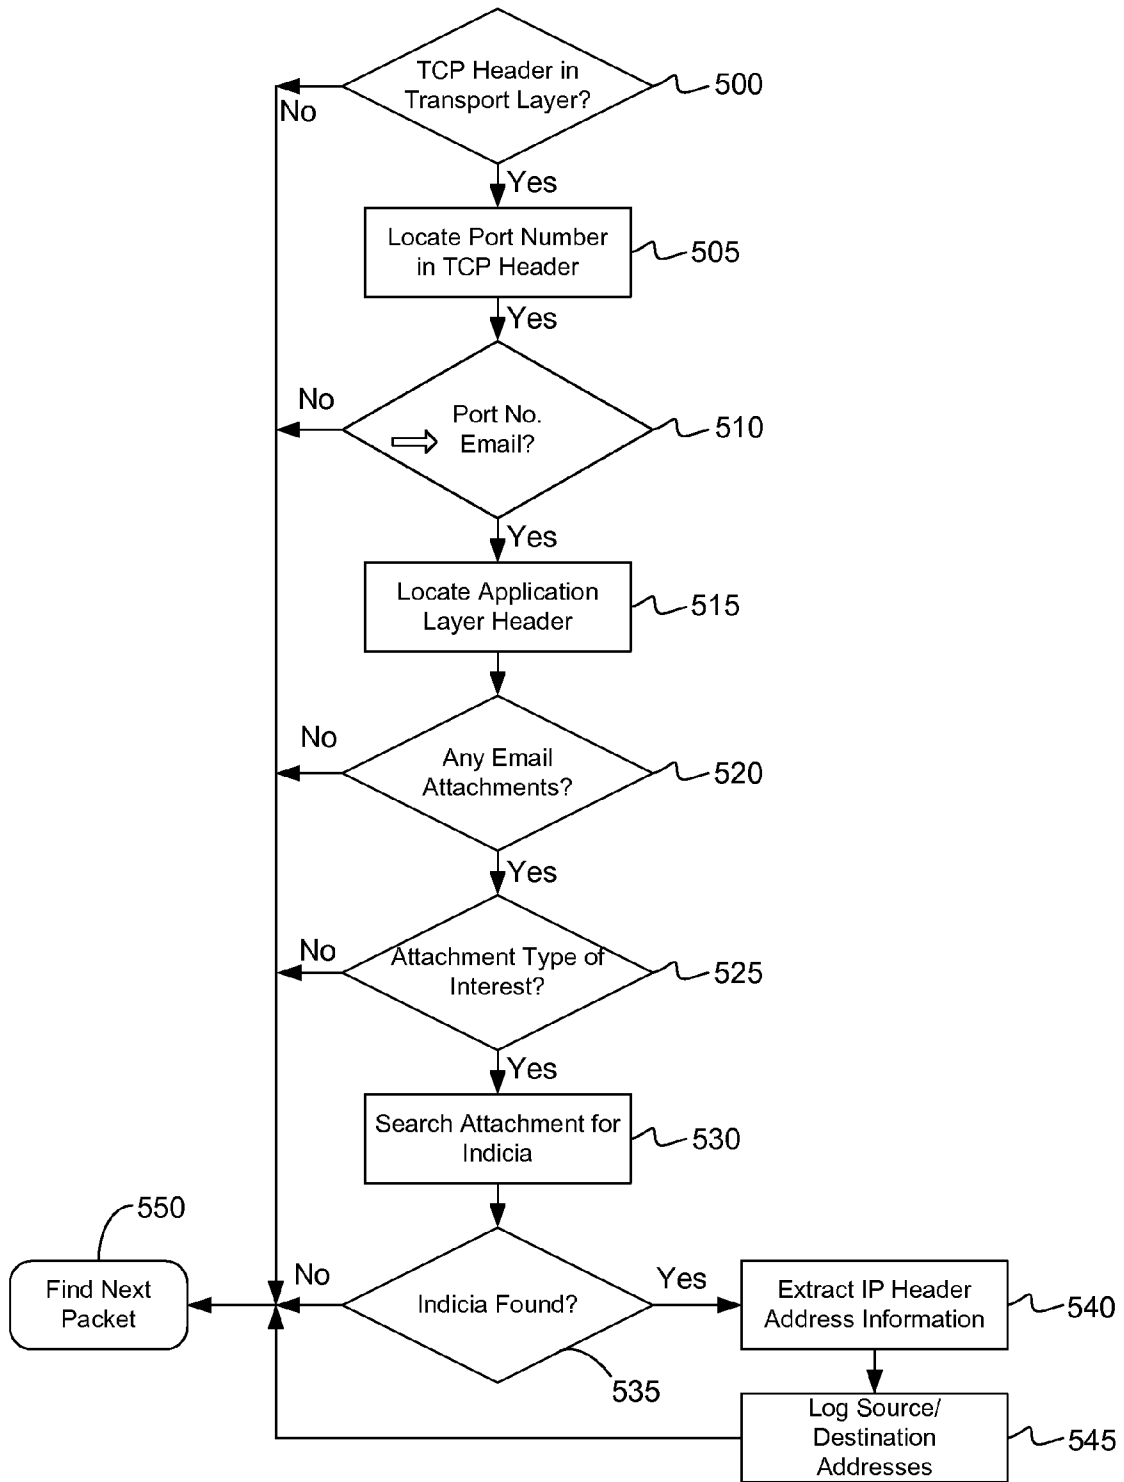 TCP Header in
Transport Layer?
500
No
Yes
Locate Port Number
in TCP Header
505
Yes
No
Port No.
Email?
510
Yes
Locate Application
Layer Header
515
No
Any Email
Attachments?
520
Yes
No
Attachment Type of
Interest?
525
Yes
Search Attachment for
Indicia
530
550
Find Next
Packet
No
Indicia Found?
535
Yes
Extract IP Header
Address Information
540
Log Source/
Destination
Addresses
545